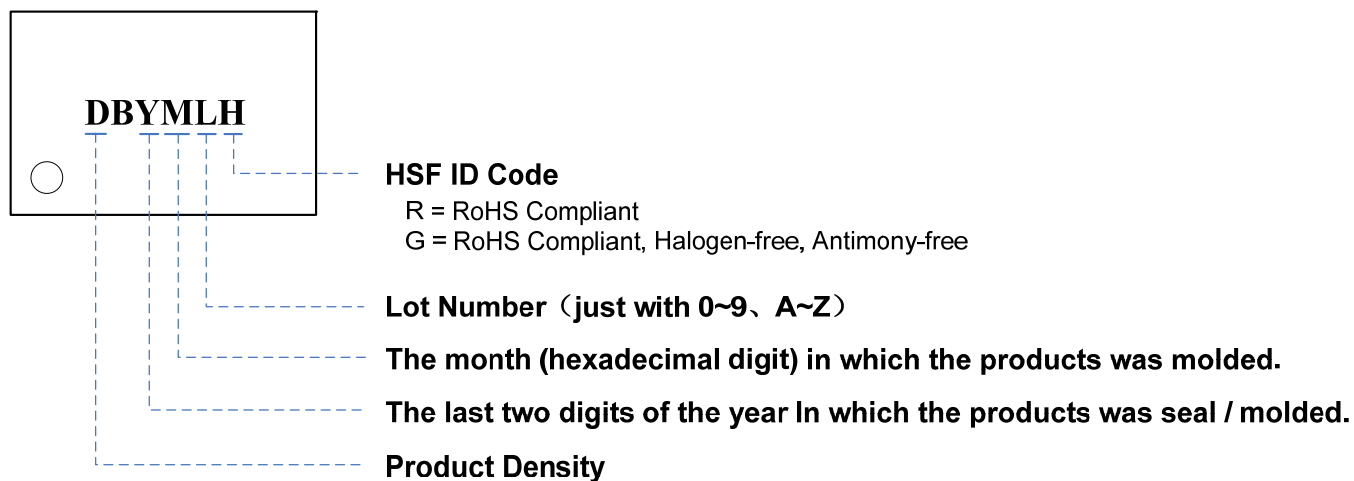 DBYMLH
HSF ID Code
R = RoHS Compliant
G = RoHS Compliant, Halogen-free, Antimony-free
Lot Number（just with 0~9、A~Z）
The month (hexadecimal digit) in which the products was molded.
The last two digits of the year In which the products was seal / molded.
Product Density